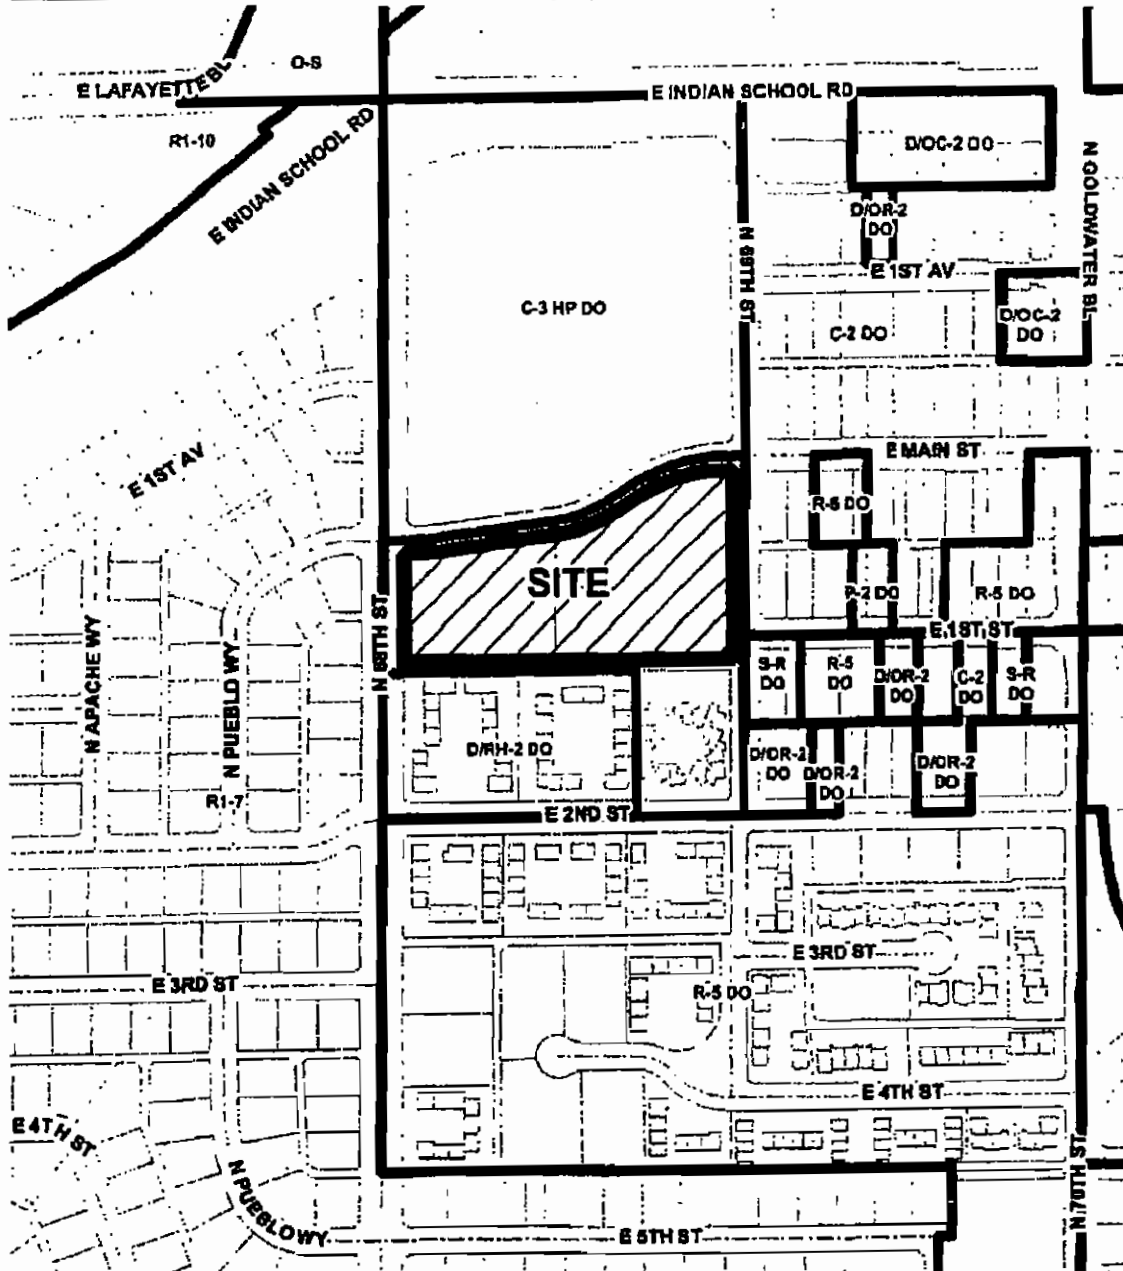 O-S
E LAFAYETTE BL
E INDIAN SCHOOL RD
R1-10
E INDIAN SCHOOL RD
D/OC-2 DO
N GOLDWATER BL
D/OR-2
DO
N 69TH ST
E 1ST AV
C-3 HP DO
D/OC-2
DO
C-2 DO
E MAIN ST
E 1ST AV
R-5 DO
SITE
P-2 DO
R-5 DO
N 68TH ST
E 1ST ST
N APACHE WY
N PUEBLO WY
S-R
DO
R-5
DO
D/OR-2
DO
C-2
DO
S-R
DO
D/RH-2 DO
D/OR-2
DO
D/OR-2
DO
D/OR-2
DO
R1-7
E 2ND ST
E 3RD ST
E 3RD ST
R-5 DO
E 4TH ST
E 4TH ST
N PUEBLO WY
N 70TH ST
E 5TH ST